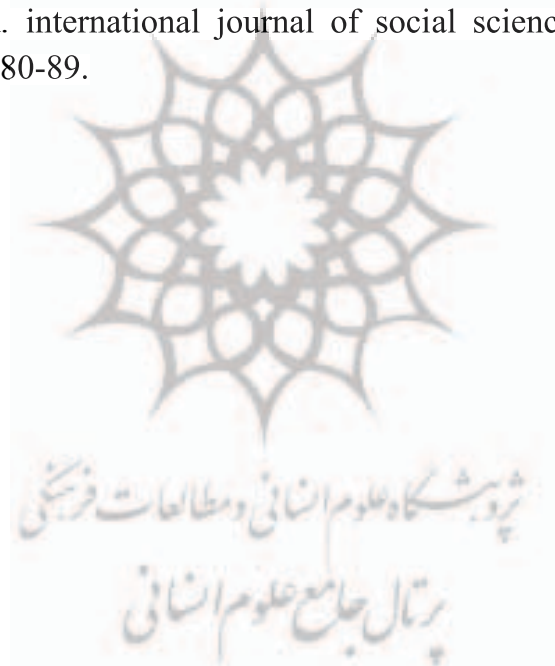 . international journal of social scienc
80-89.
پژوهشگاه علوم انسانی و مطالعات فرهنگی
پرتال جامع علوم انسانی